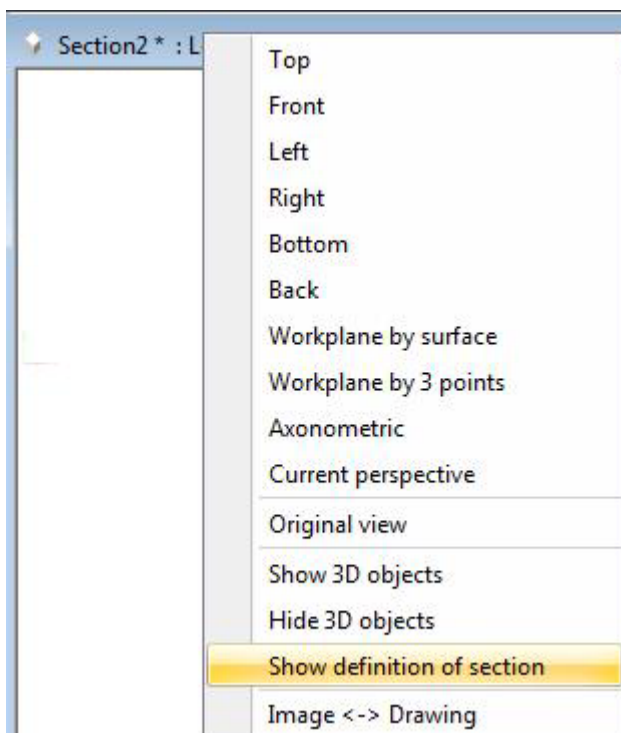 Section2 * : L
Top
Front
Left
Right
Bottom
Back
Workplane by surface
Workplane by 3 points
Axonometric
Current perspective
Original view
Show 3D objects
Hide 3D objects
Show definition of section
Image <-> Drawing